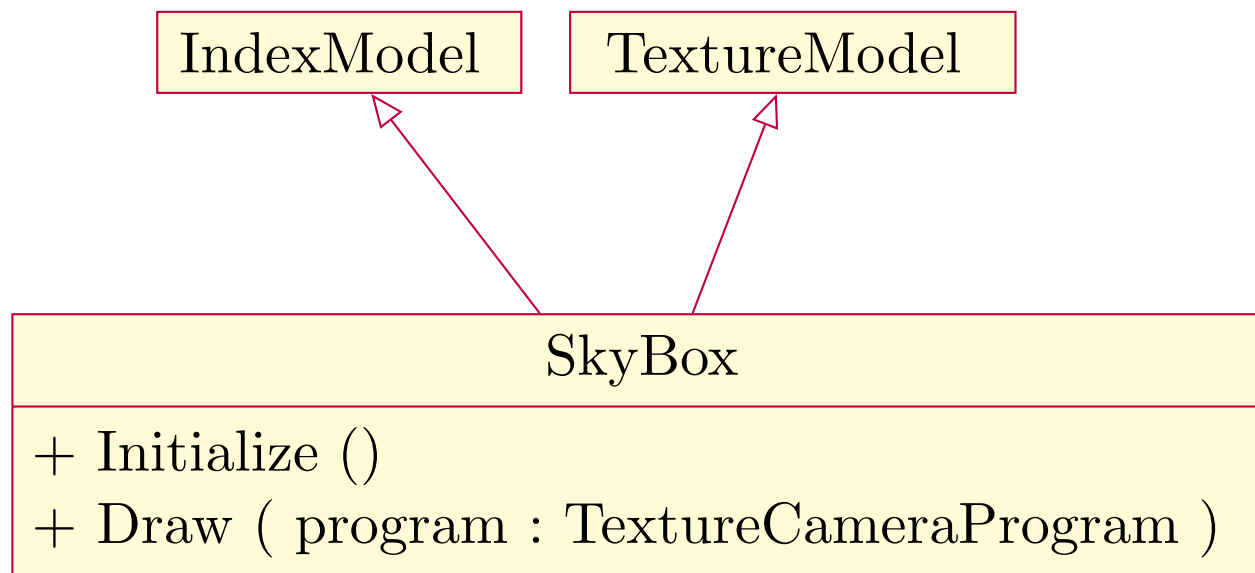 IndexModel
TextureModel
SkyBox
+ Initialize ()
+ Draw ( program : TextureCameraProgram )